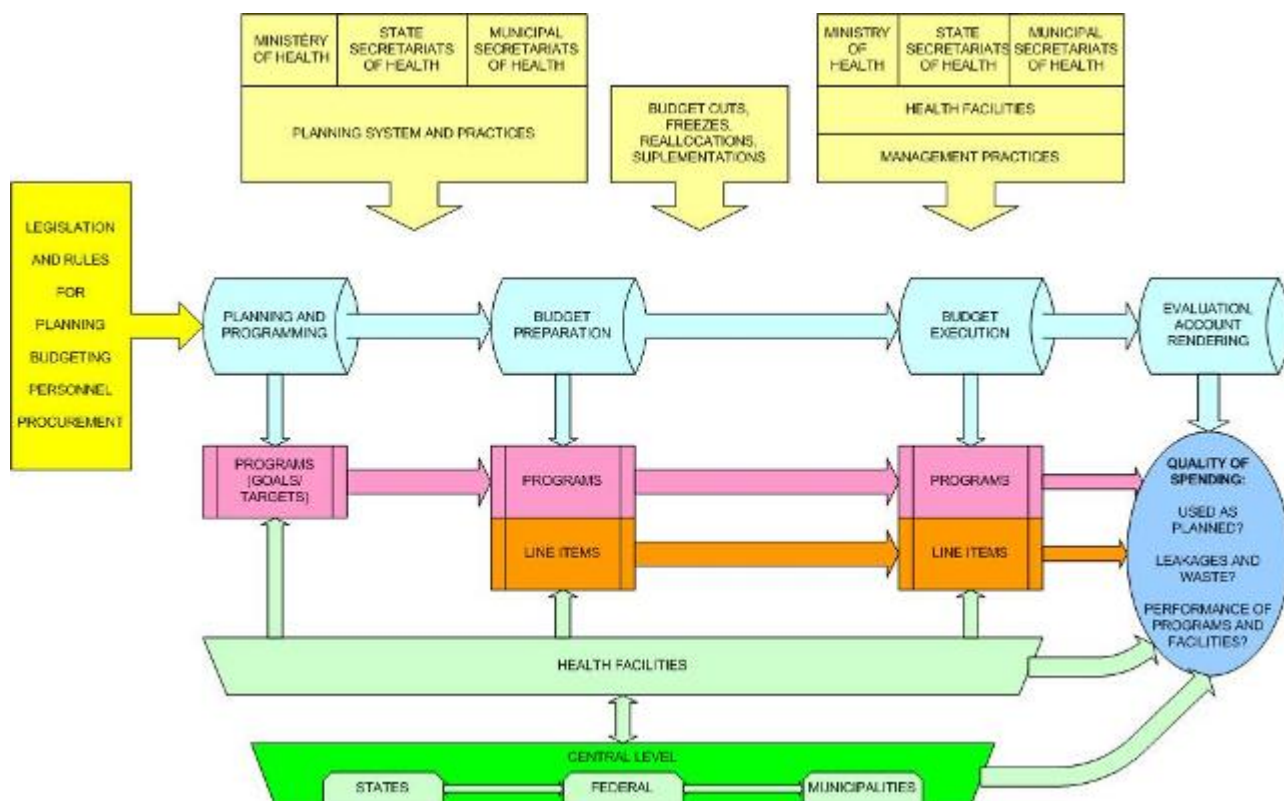 MINISTERY
OF HEALTH
STATE
SECRETARIATS
OF HEALTH
MUNICIPAL
SECRETARIATS
OF HEALTH
PLANNING SYSTEM AND PRACTICES
BUDGET CUTS,
FREEZES,
REALLOCATIONS,
SUPLEMENTATIONS
MINISTRY
OF
HEALTH
STATE
SECRETARIATS
OF HEALTH
MUNICIPAL
SECRETARIATS
OF HEALTH
HEALTH FACILITIES
MANAGEMENT PRACTICES
LEGISLATION
AND RULES
FOR
PLANNING
BUDGETING
PERSONNEL
PROCUREMENT
PLANNING AND
PROGRAMMING
BUDGET
PREPARATION
BUDGET
EXECUTION
EVALUATION,
ACCOUNT
RENDERING
PROGRAMS
(GOALS/
TARGETS)
PROGRAMS
LINE ITEMS
PROGRAMS
LINE ITEMS
QUALITY OF
SPENDING:
USED AS
PLANNED?
LEAKAGES AND
WASTE?
PERFORMANCE OF
PROGRAMS AND
FACILITIES?
HEALTH FACILITIES
CENTRAL LEVEL
STATES
FEDERAL
MUNICIPALITIES